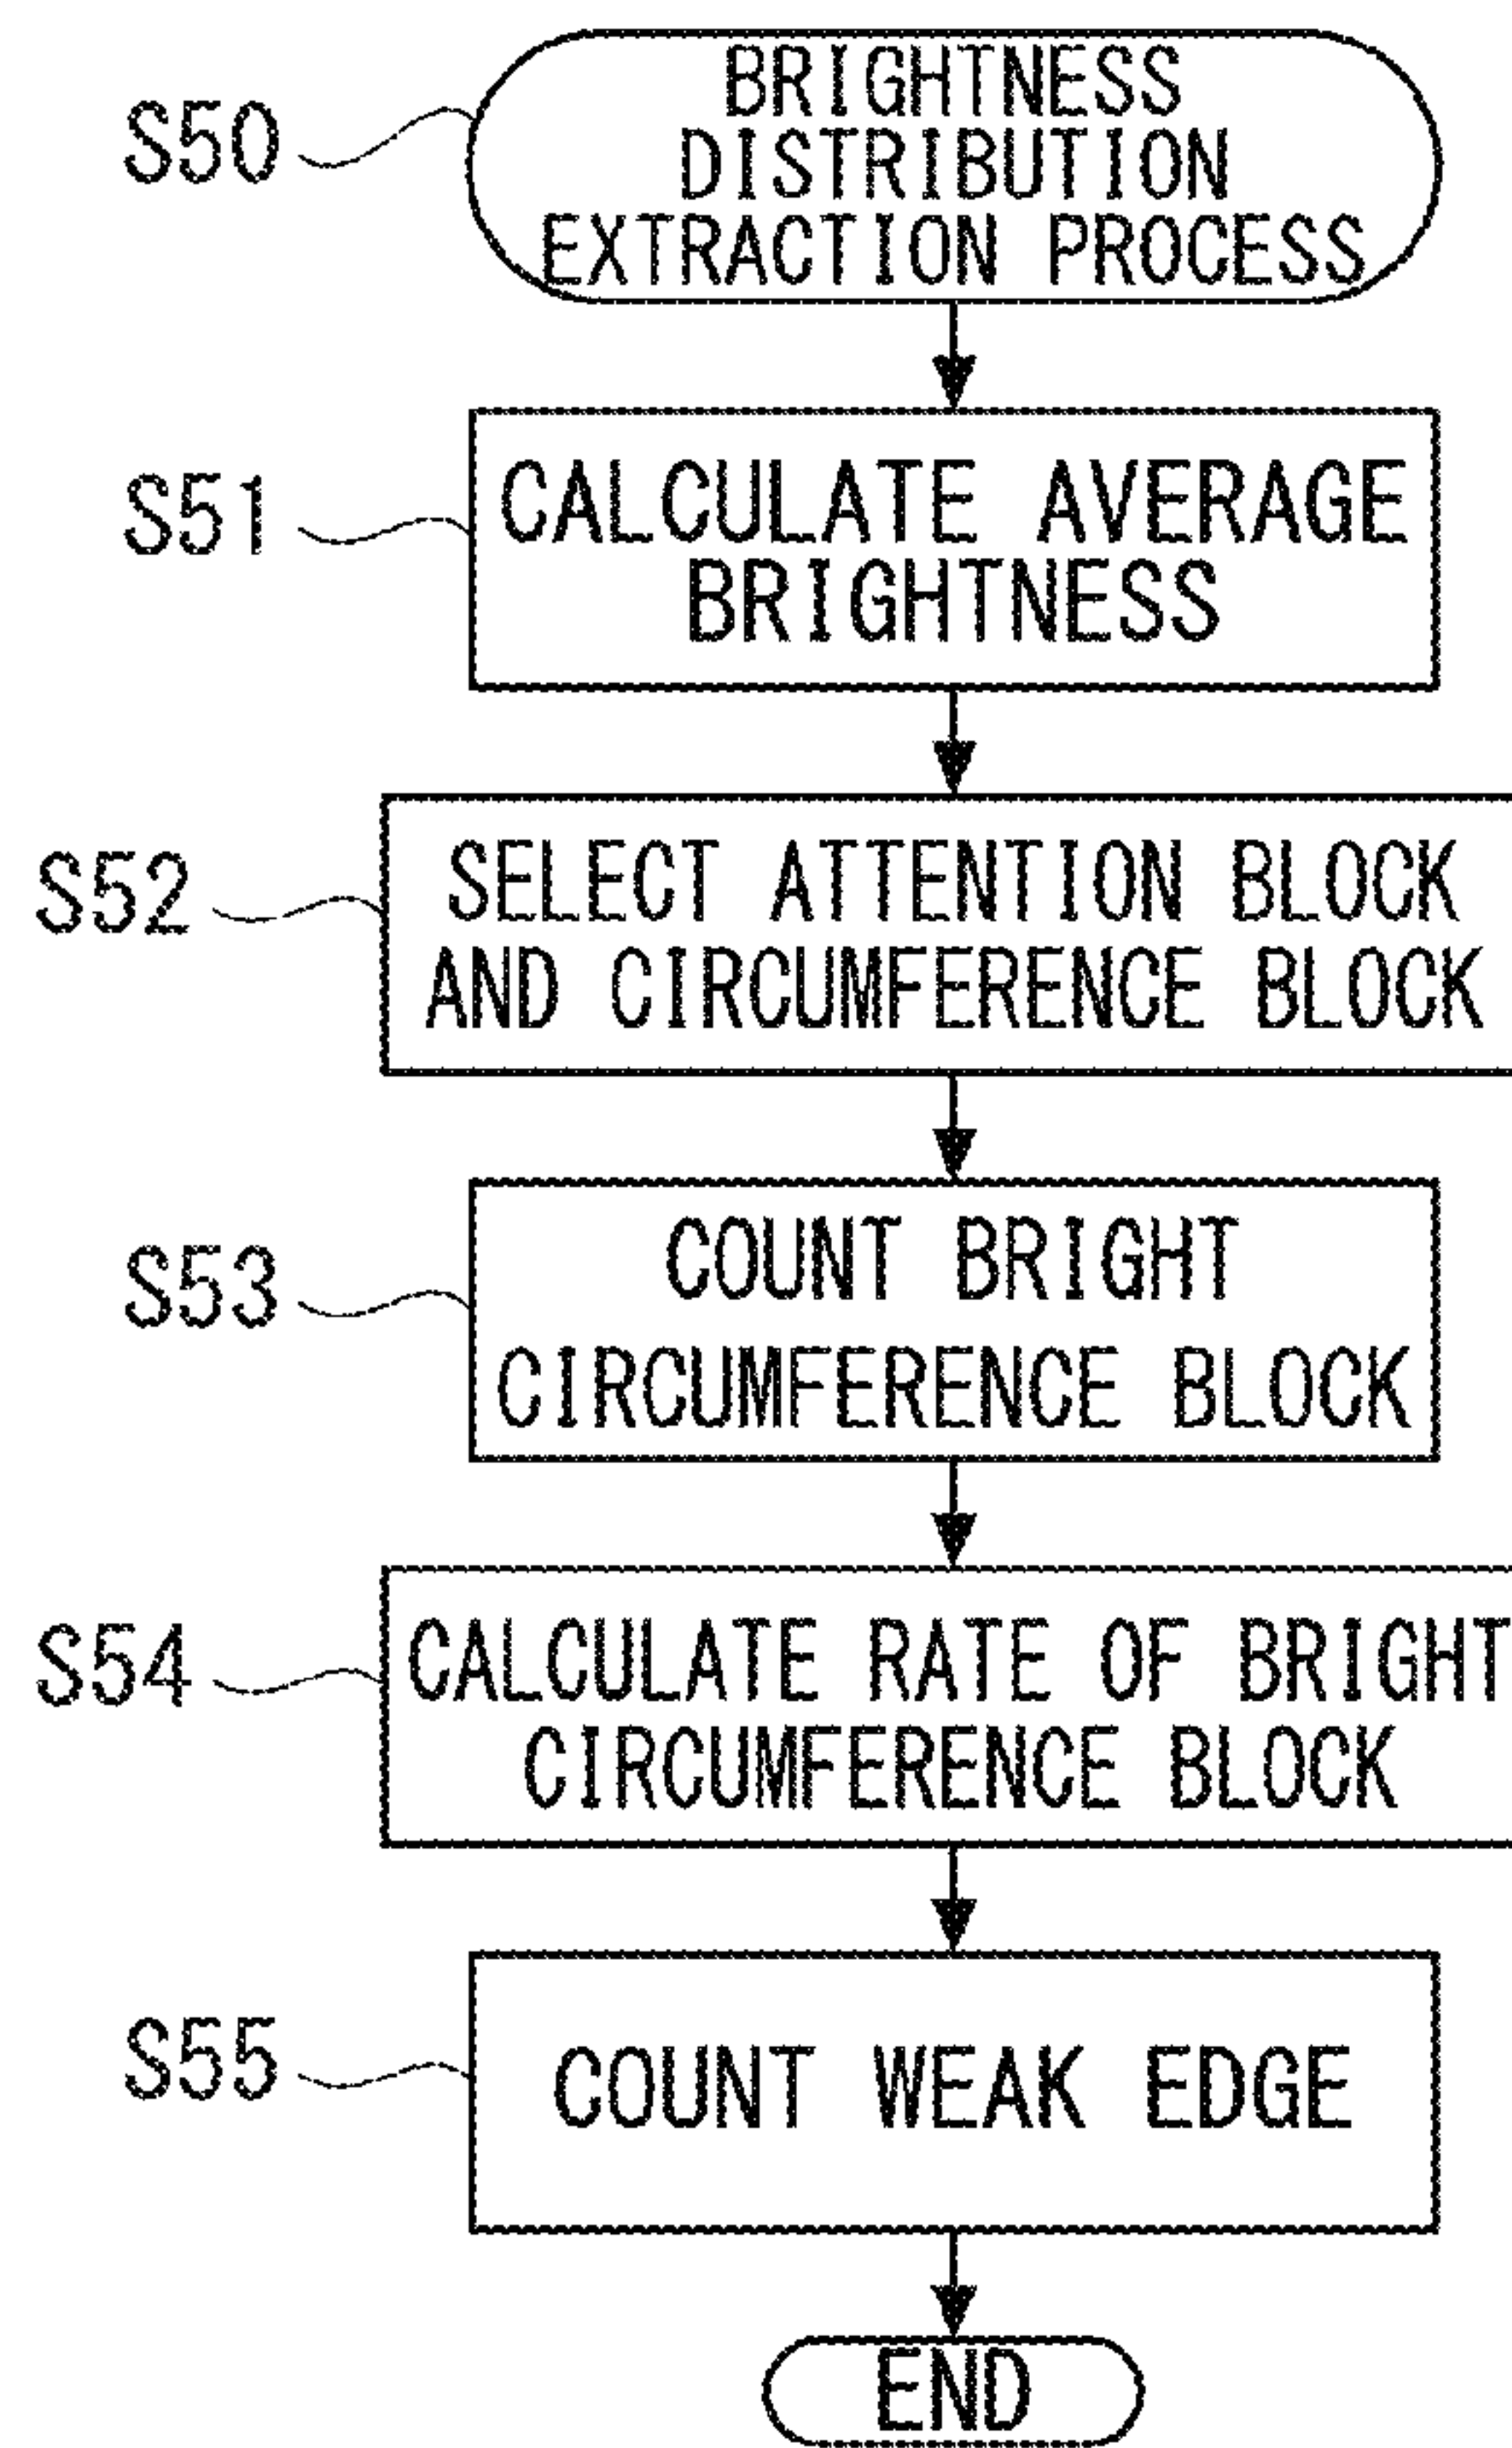 S50
BRIGHTNESS
DISTRIBUTION
EXTRACTION PROCESS
S51
CALCULATE AVERAGE
BRIGHTNESS
S52
SELECT ATTENTION BLOCK
AND CIRCUMFERENCE BLOCK
S53
COUNT BRIGHT
CIRCUMFERENCE BLOCK
S54
CALCULATE RATE OF BRIGHT
CIRCUMFERENCE BLOCK
S55
COUNT WEAK EDGE
END